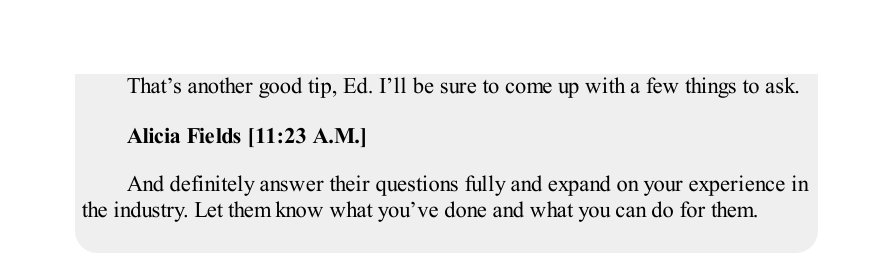 That’s another good tip, Ed. I’ll be sure to come up with a few things to ask.
Alicia Fields [11:23 A.M.]
And definitely answer their questions fully and expand on your experience in
the industry. Let them know what you’ve done and what you can do for them.